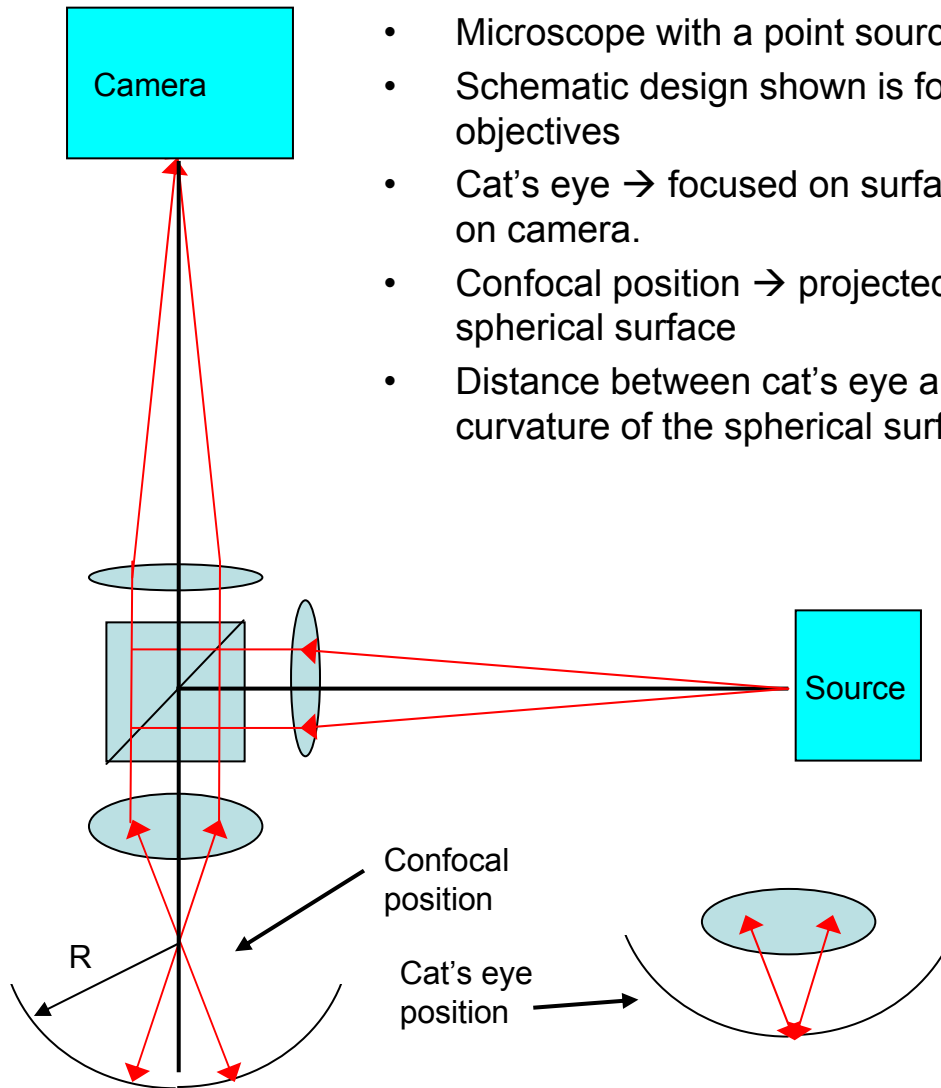 Camera
• Microscope with a point sourc
• Schematic design shown is fo
objectives
• Cat’s eye → focused on surfa
on camera.
• Confocal position → projected
spherical surface
• Distance between cat’s eye a
curvature of the spherical surf
Source
Confocal
position
R
Cat’s eye
position